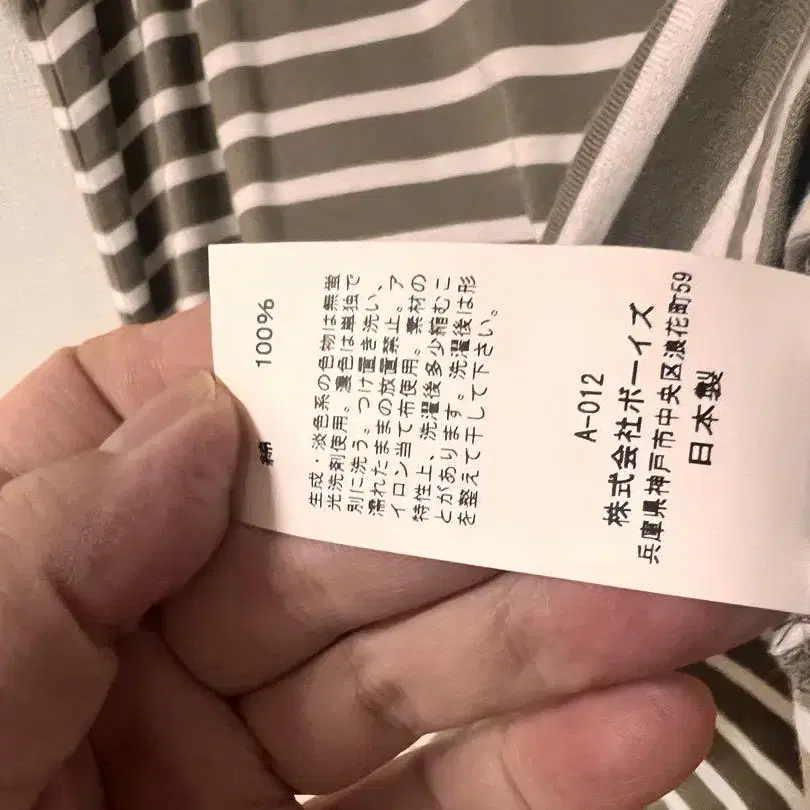 綿 100%
生成・淡色系の色物は無蛍
光洗剤使用。濃色は単独で
別に洗う。つけ置き洗い、
濡れたままの放置禁止。ア
イロン当て布使用。素材の
特性上、洗濯後多少縮むこ
とがあります。洗濯後は形
を整えて干して下さい。
A-012
株式会社ボーイズ
兵庫県神戸市中央区浪花町59
日本製